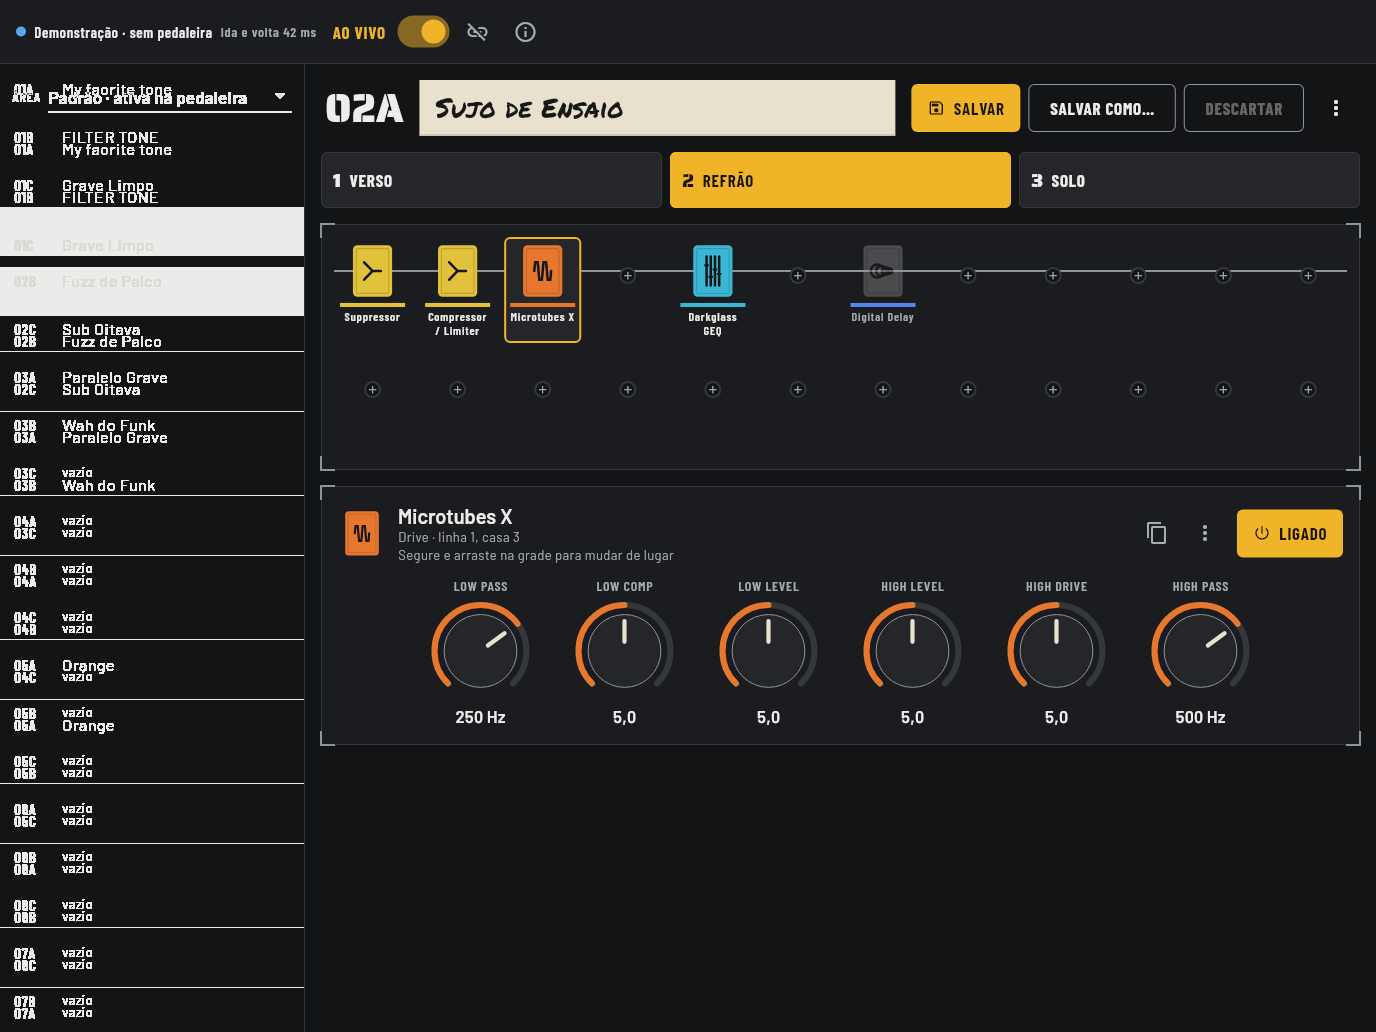 Demonstração · sem pedaleira Ida e volta 42 ms AO VIVO
01A My faorite tone
ÁREA Padrão · ativa na pedaleira
01B FILTER TONE
01A My faorite tone
01C Grave Limpo
01B FILTER TONE
01C Grave Limpo
02B Fuzz de Palco
02C Sub Oitava
02B Fuzz de Palco
03A Paralelo Grave
02C Sub Oitava
03B Wah do Funk
03A Paralelo Grave
03C vazio
03B Wah do Funk
04A vazio
03C vazio
04B vazio
04A vazio
04C vazio
04B vazio
05A Orange
04C vazio
05B vazio
05A Orange
05C vazio
05B vazio
06A vazio
05C vazio
06B vazio
06A vazio
06C vazio
06B vazio
07A vazio
06C vazio
07B vazio
07A vazio
02A Sujo de Ensaio SALVAR SALVAR COMO... DESCARTAR
1 VERSO 2 REFRÃO 3 SOLO
Suppressor Compressor / Limiter Microtubes X Darkglass GEQ Digital Delay
Microtubes X
Drive · linha 1, casa 3
Segure e arraste na grade para mudar de lugar
LIGADO
LOW PASS LOW COMP LOW LEVEL HIGH LEVEL HIGH DRIVE HIGH PASS
250 Hz 5,0 5,0 5,0 5,0 500 Hz